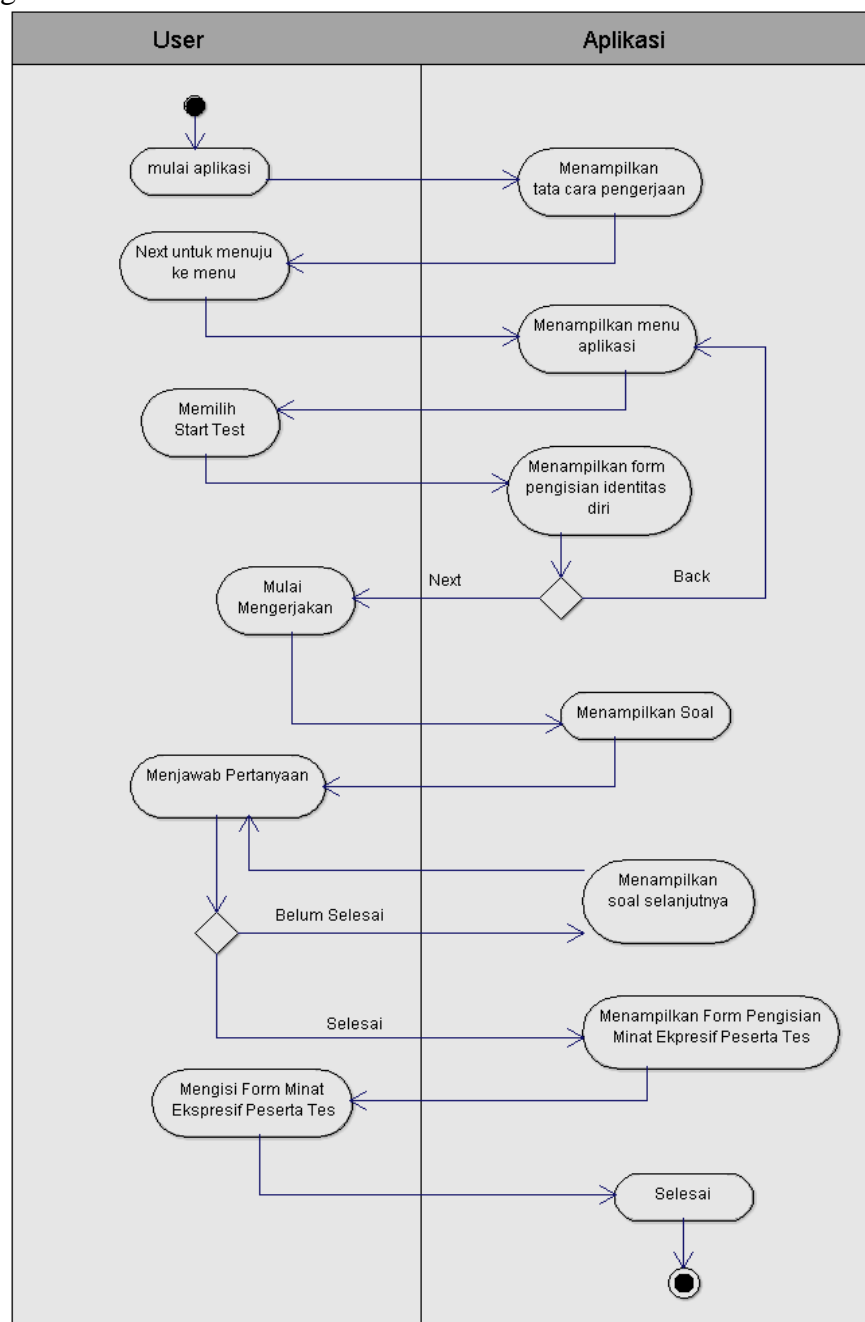 g
User
Aplikasi
mulai aplikasi
Menampilkan
tata cara pengerjaan
Next untuk menuju
ke menu
Menampilkan menu
aplikasi
Memilih
Start Test
Menampilkan form
pengisian identitas
diri
Next
Back
Mulai
Mengerjakan
Menampilkan Soal
Menjawab Pertanyaan
Menampilkan
soal selanjutnya
Belum Selesai
Selesai
Menampilkan Form Pengisian
Minat Ekpresif Peserta Tes
Mengisi Form Minat
Ekspresif Peserta Tes
Selesai